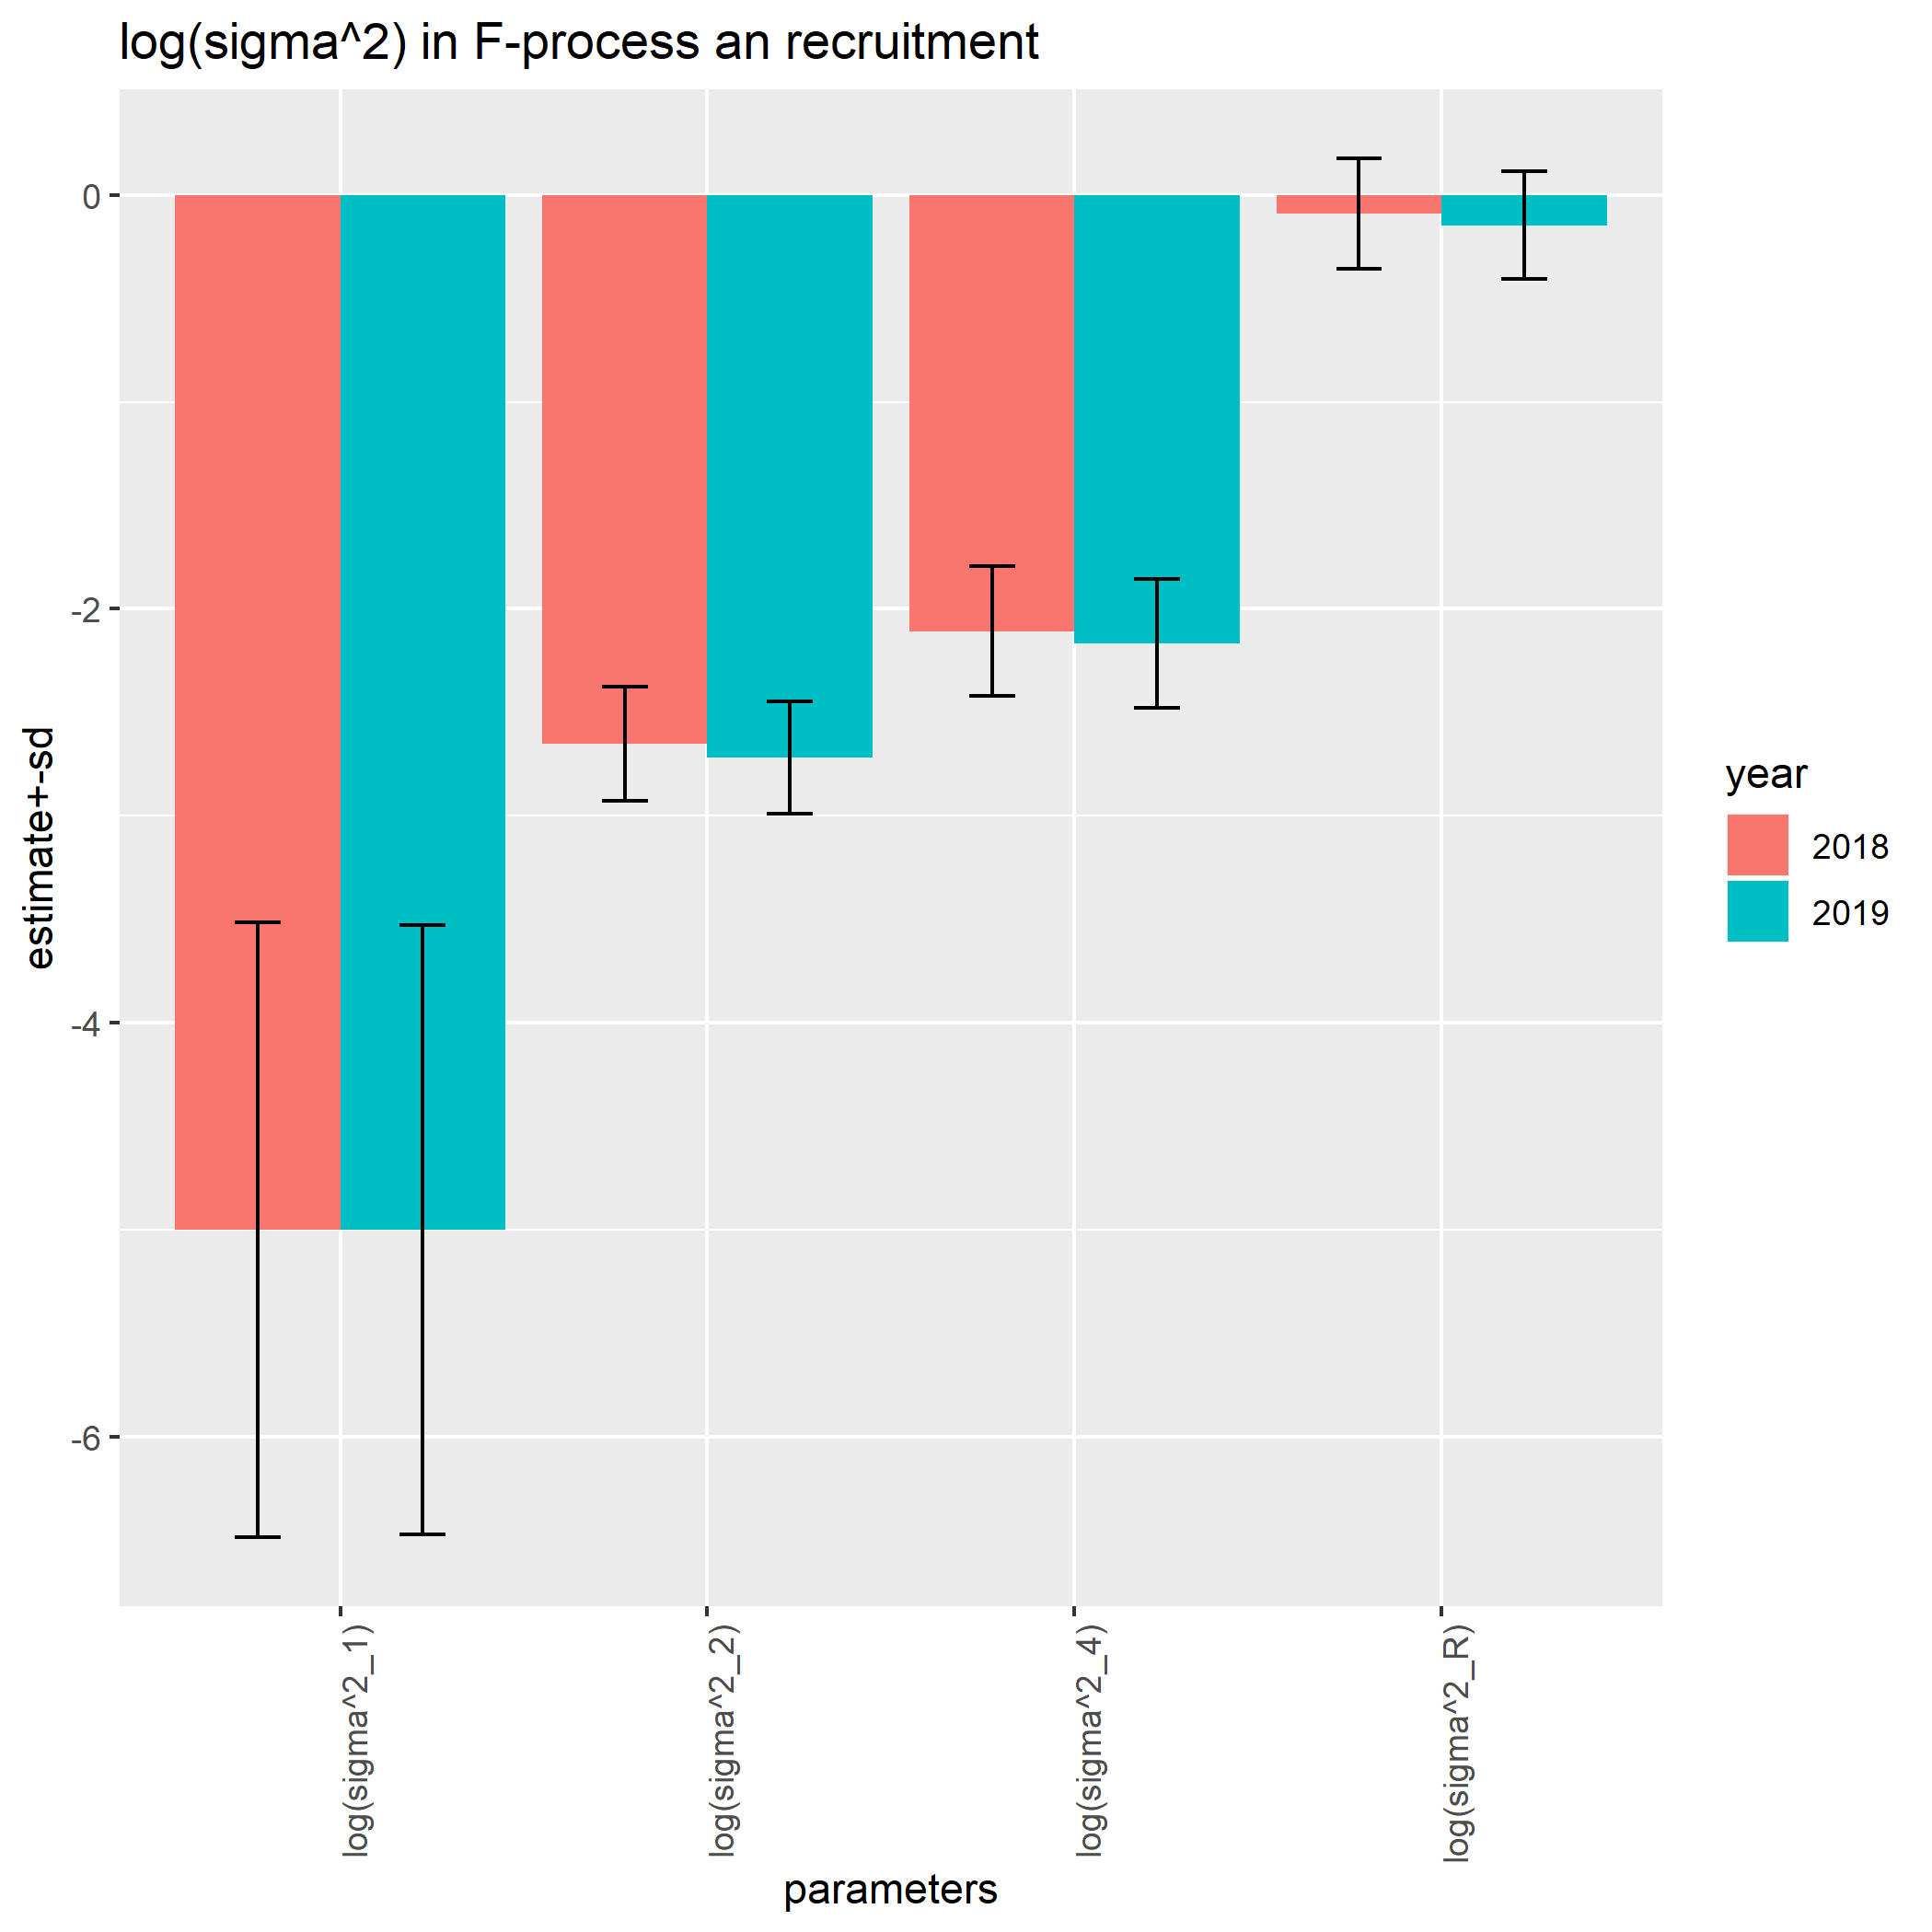 log(sigma^2) in F-process an recruitment
estimate+-sd
0
-2
-4
-6
log(sigma^2_1)
log(sigma^2_2)
log(sigma^2_4)
log(sigma^2_R)
parameters
year
2018
2019